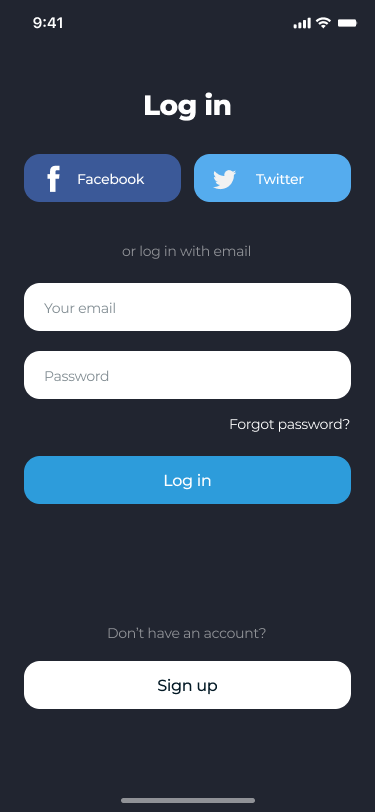 9:41
Log in
Facebook
Twitter
or log in with email
Your email
Password
Forgot password?
Log in
Don't have an account?
Sign up